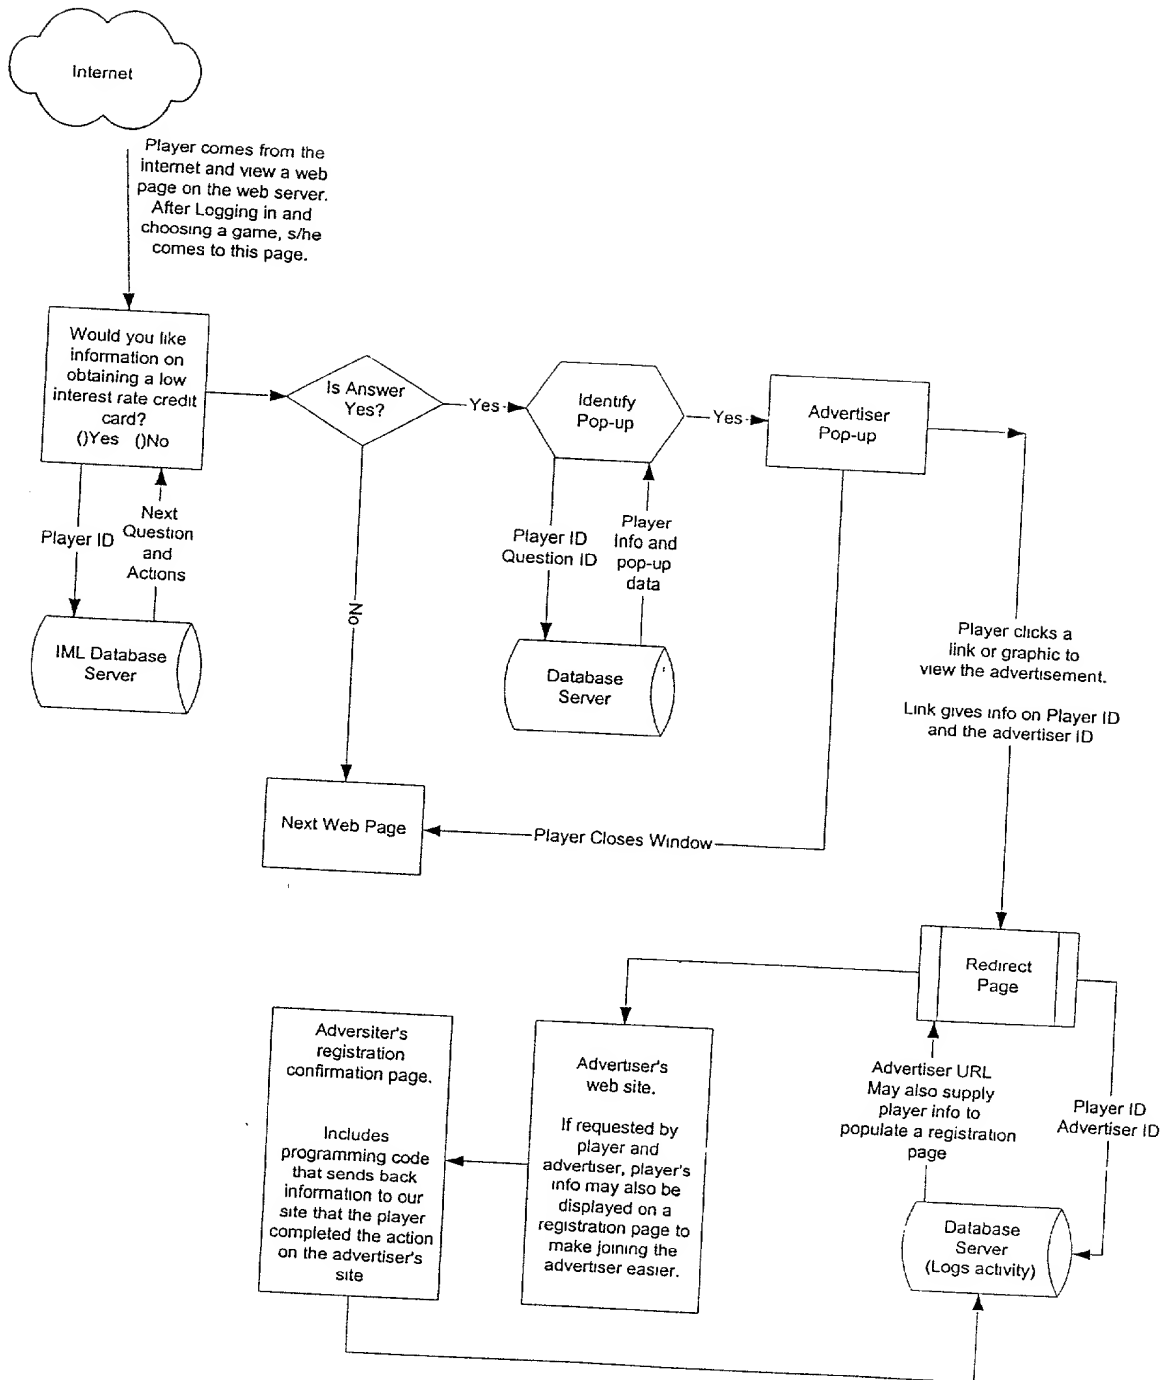 Internet
Player comes from the
internet and view a web
page on the web server.
After Logging in and
choosing a game, s/he
comes to this page.
Would you like
information on
obtaining a low
interest rate credit
card?
()Yes ()No
Is Answer
Yes?
Yes
Identify
Pop-up
Yes
Advertiser
Pop-up
Player ID
Next
Question
and
Actions
IML Database
Server
No
Player ID
Question ID
Player
Info and
pop-up
data
Database
Server
Player clicks a
link or graphic to
view the advertisement.
Link gives info on Player ID
and the advertiser ID
Next Web Page
Player Closes Window
Redirect
Page
Adversiter's
registration
confirmation page.
Includes
programming code
that sends back
information to our
site that the player
completed the action
on the advertiser's
site
Advertiser's
web site.
If requested by
player and
advertiser, player's
info may also be
displayed on a
registration page to
make joining the
advertiser easier.
Advertiser URL
May also supply
player info to
populate a registration
page
Player ID
Advertiser ID
Database
Server
(Logs activity)